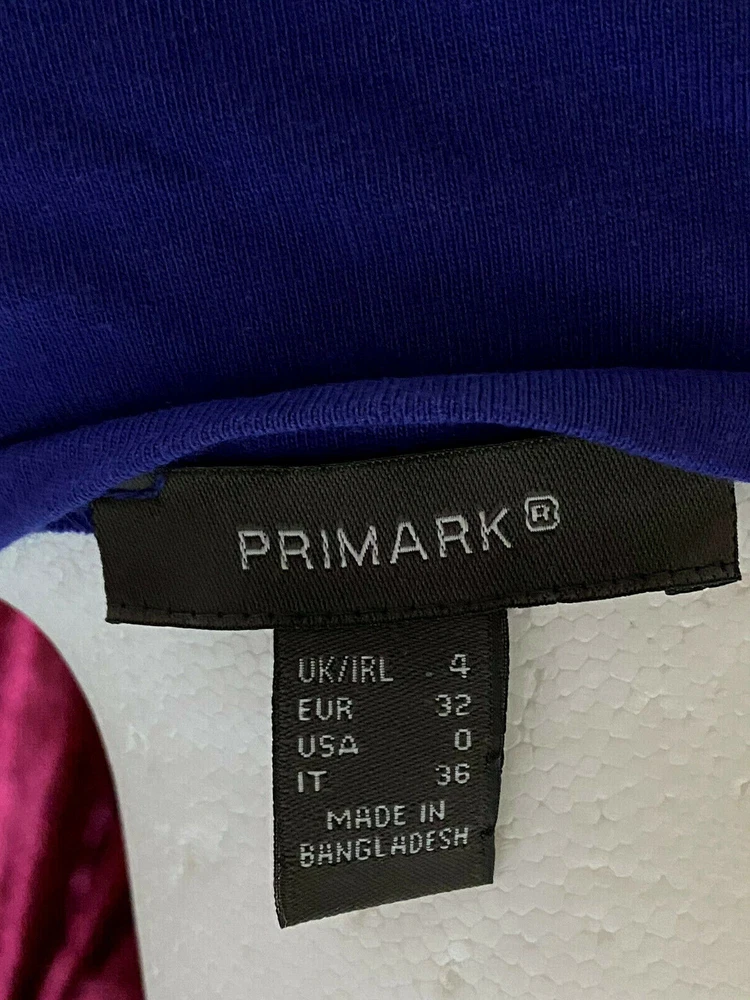 PRIMARK®
UK/IRL 4
EUR 32
USA 0
IT 36
MADE IN
BANGLADESH